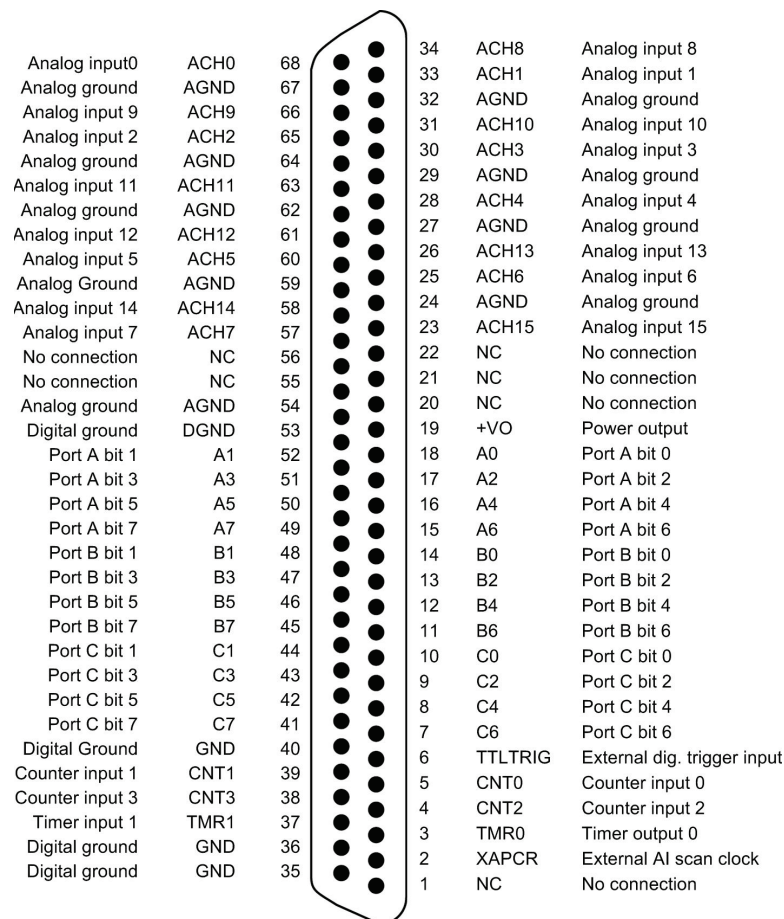 Analog input0 ACH0 68
Analog ground AGND 67
Analog input 9 ACH9 66
Analog input 2 ACH2 65
Analog ground AGND 64
Analog input 11 ACH11 63
Analog ground AGND 62
Analog input 12 ACH12 61
Analog input 5 ACH5 60
Analog Ground AGND 59
Analog input 14 ACH14 58
Analog input 7 ACH7 57
No connection NC 56
No connection NC 55
Analog ground AGND 54
Digital ground DGND 53
Port A bit 1 A1 52
Port A bit 3 A3 51
Port A bit 5 A5 50
Port A bit 7 A7 49
Port B bit 1 B1 48
Port B bit 3 B3 47
Port B bit 5 B5 46
Port B bit 7 B7 45
Port C bit 1 C1 44
Port C bit 3 C3 43
Port C bit 5 C5 42
Port C bit 7 C7 41
Digital Ground GND 40
Counter input 1 CNT1 39
Counter input 3 CNT3 38
Timer input 1 TMR1 37
Digital ground GND 36
Digital ground GND 35
34 ACH8 Analog input 8
33 ACH1 Analog input 1
32 AGND Analog ground
31 ACH10 Analog input 10
30 ACH3 Analog input 3
29 AGND Analog ground
28 ACH4 Analog input 4
27 AGND Analog ground
26 ACH13 Analog input 13
25 ACH6 Analog input 6
24 AGND Analog ground
23 ACH15 Analog input 15
22 NC No connection
21 NC No connection
20 NC No connection
19 +VO Power output
18 A0 Port A bit 0
17 A2 Port A bit 2
16 A4 Port A bit 4
15 A6 Port A bit 6
14 B0 Port B bit 0
13 B2 Port B bit 2
12 B4 Port B bit 4
11 B6 Port B bit 6
10 C0 Port C bit 0
9 C2 Port C bit 2
8 C4 Port C bit 4
7 C6 Port C bit 6
6 TTLTRIG External dig. trigger input
5 CNT0 Counter input 0
4 CNT2 Counter input 2
3 TMR0 Timer output 0
2 XAPCR External AI scan clock
1 NC No connection